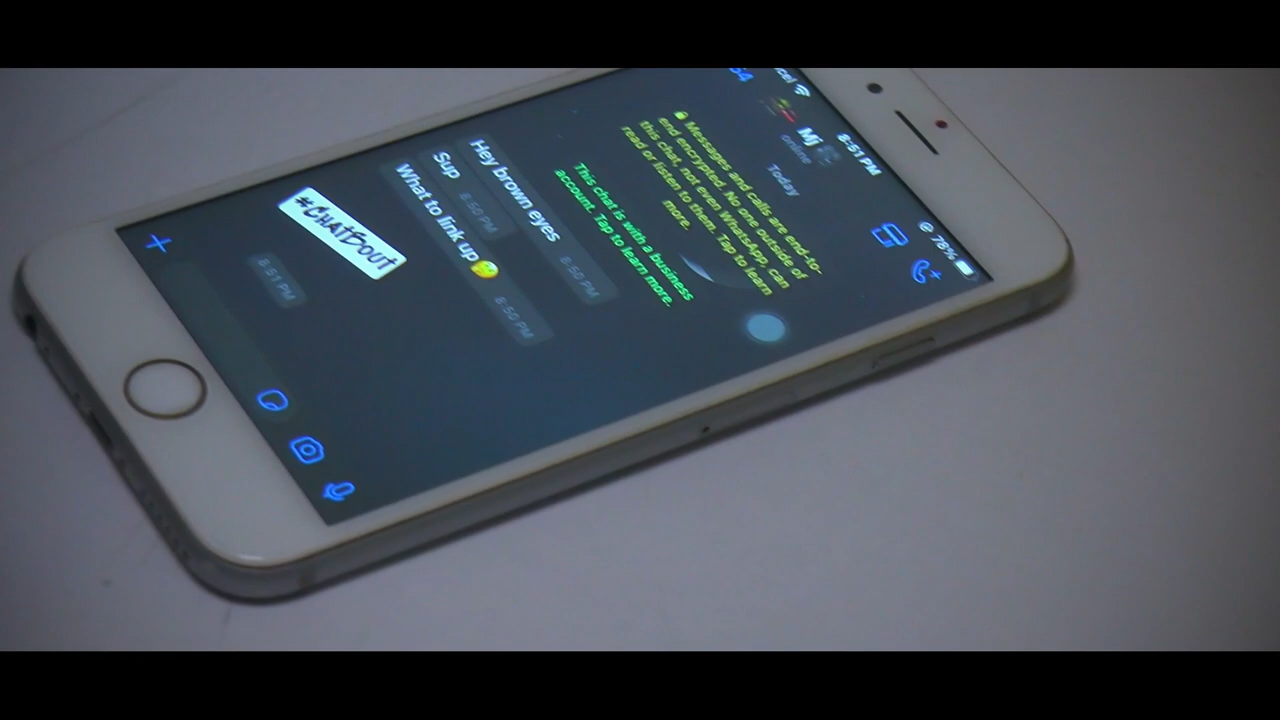 8:51 PM
@ 76%
54
Mj
online
Today
Messages and calls are end-to-
end encrypted. No one outside of
this chat, not even WhatsApp, can
read or listen to them. Tap to learn
more.
This chat is with a business
account. Tap to learn more.
Hey brown eyes 8:50 PM
Sup 8:50 PM
What to link up🤔 8:50 PM
#CHATBOUT
8:51 PM